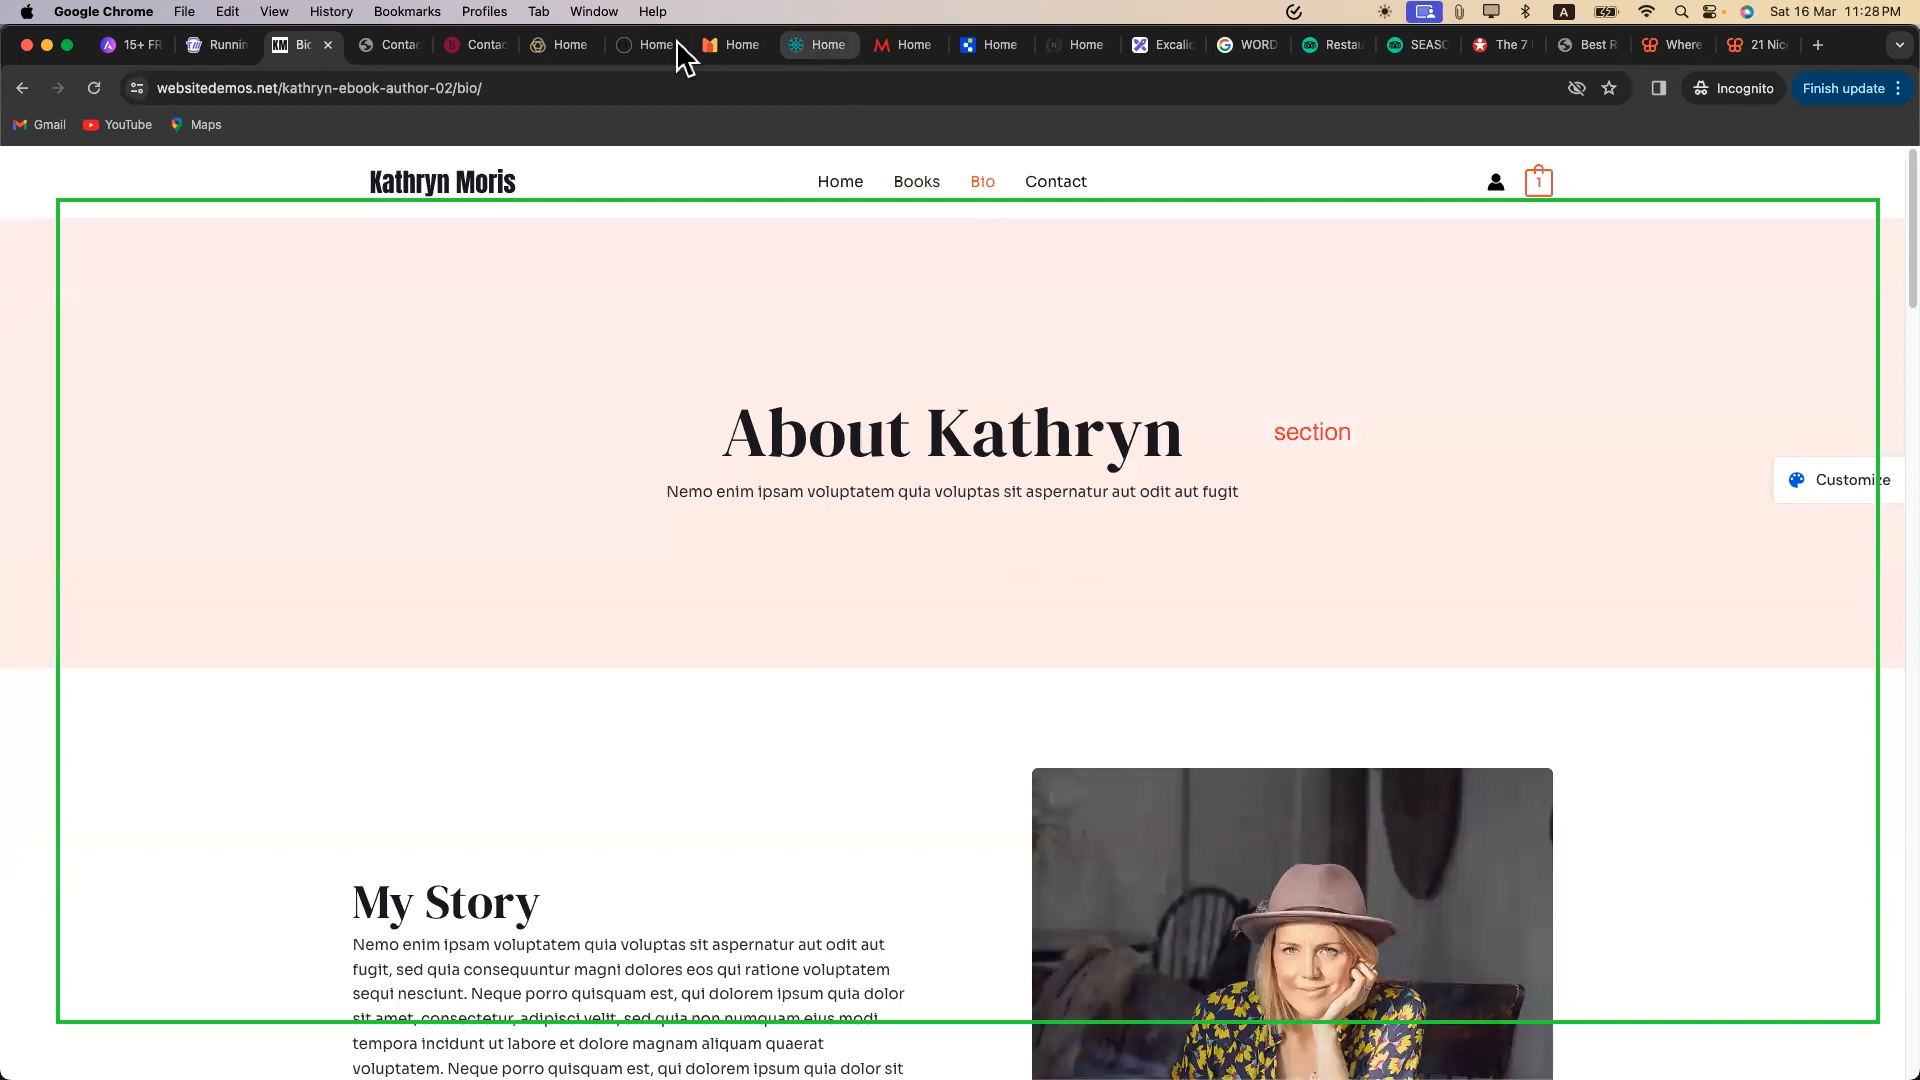 Google Chrome File Edit View History Bookmarks Profiles Tab Window Help A Sat 16 Mar 11:28 PM
15+ FR Runnin KM Bio Contac Contac Home Home Home Home Home Home Home Excalid WORD Restau SEASO The 7 Best R Where 21 Nice
websitedemos.net/kathryn-ebook-author-02/bio/ Incognito Finish update
Gmail YouTube Maps
Kathryn Moris Home Books Bio Contact 1
About Kathryn
section
Nemo enim ipsam voluptatem quia voluptas sit aspernatur aut odit aut fugit
Customize
My Story
Nemo enim ipsam voluptatem quia voluptas sit aspernatur aut odit aut
fugit, sed quia consequuntur magni dolores eos qui ratione voluptatem
sequi nesciunt. Neque porro quisquam est, qui dolorem ipsum quia dolor
sit amet, consectetur, adipisci velit, sed quia non numquam eius modi
tempora incidunt ut labore et dolore magnam aliquam quaerat
voluptatem. Neque porro quisquam est, qui dolorem ipsum quia dolor sit